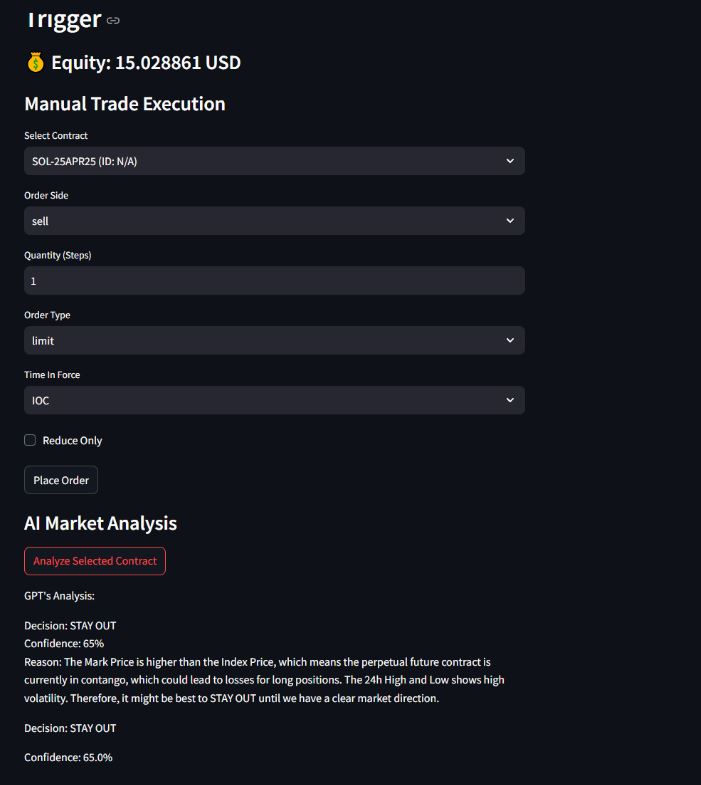 Trigger
💰 Equity: 15.028861 USD
Manual Trade Execution
Select Contract
SOL-25APR25 (ID: N/A)
Order Side
sell
Quantity (Steps)
1
Order Type
limit
Time In Force
IOC
Reduce Only
Place Order
AI Market Analysis
Analyze Selected Contract
GPT's Analysis:
Decision: STAY OUT
Confidence: 65%
Reason: The Mark Price is higher than the Index Price, which means the perpetual future contract is
currently in contango, which could lead to losses for long positions. The 24h High and Low shows high
volatility. Therefore, it might be best to STAY OUT until we have a clear market direction.
Decision: STAY OUT
Confidence: 65.0%